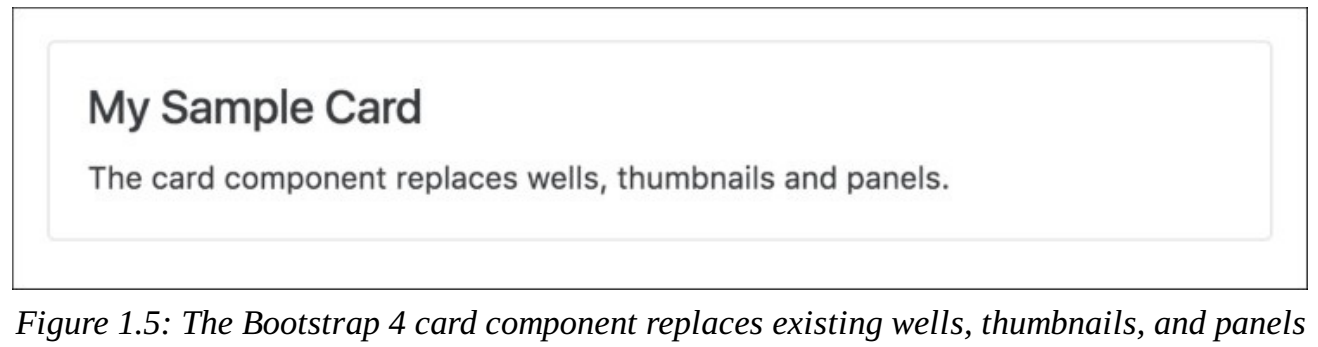 My Sample Card
The card component replaces wells, thumbnails and panels.
Figure 1.5: The Bootstrap 4 card component replaces existing wells, thumbnails, and panels